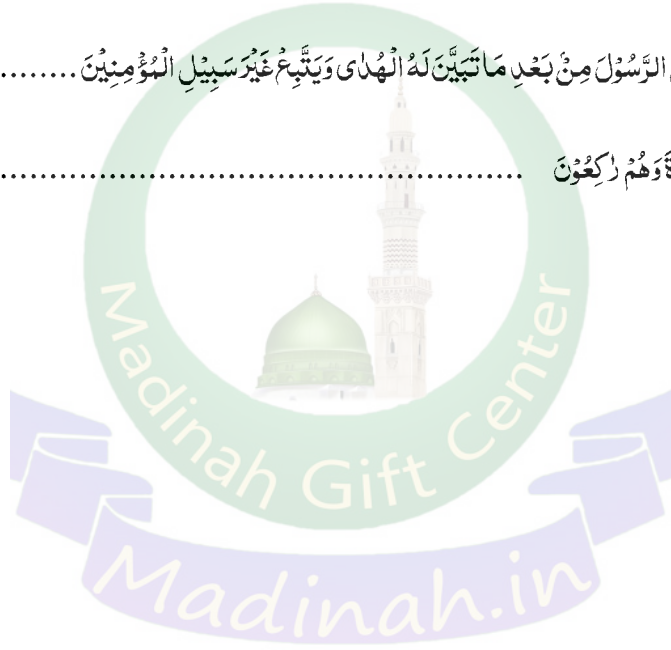 الرَّسُوْلَ مِنْۢ بَعْدِ مَا تَبَيَّنَ لَهُ الْهُدٰى وَيَتَّبِعْ غَيْرَ سَبِيْلِ الْمُؤْمِنِيْنَ ........
وَهُمْ رٰكِعُوْنَ ....................................................
Madinah Gift Center
Madinah.in